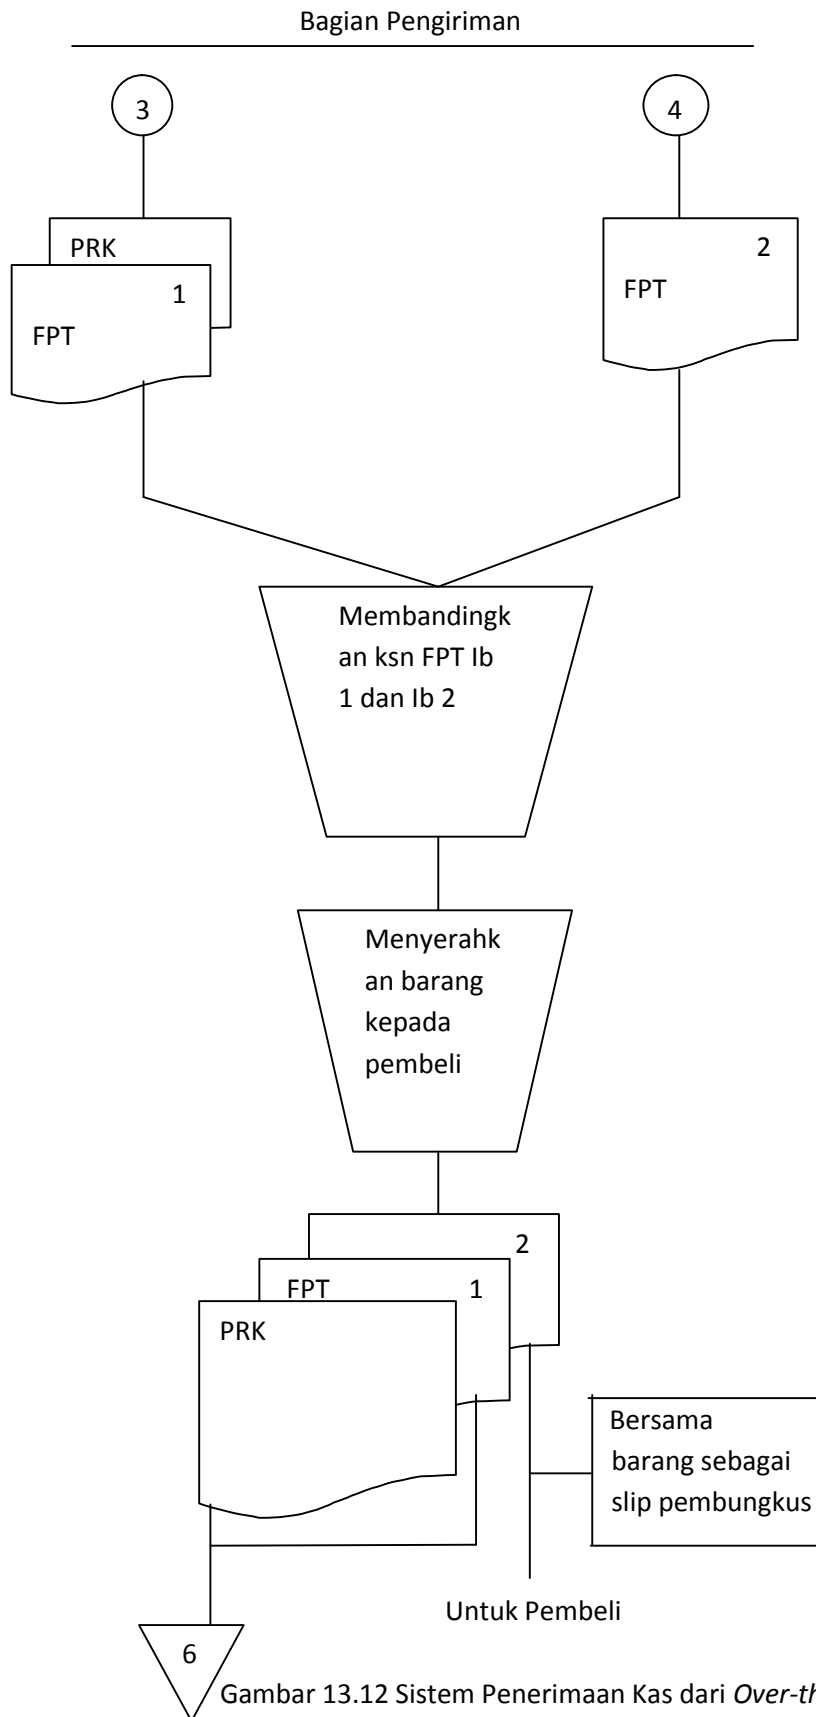 Bagian Pengiriman
3
4
PRK
1
FPT
2
FPT
Membandingk
an ksn FPT Ib
1 dan Ib 2
Menyerahk
an barang
kepada
pembeli
2
FPT 1
PRK
Bersama
barang sebagai
slip pembungkus
Untuk Pembeli
6
Gambar 13.12 Sistem Penerimaan Kas dari Over-th